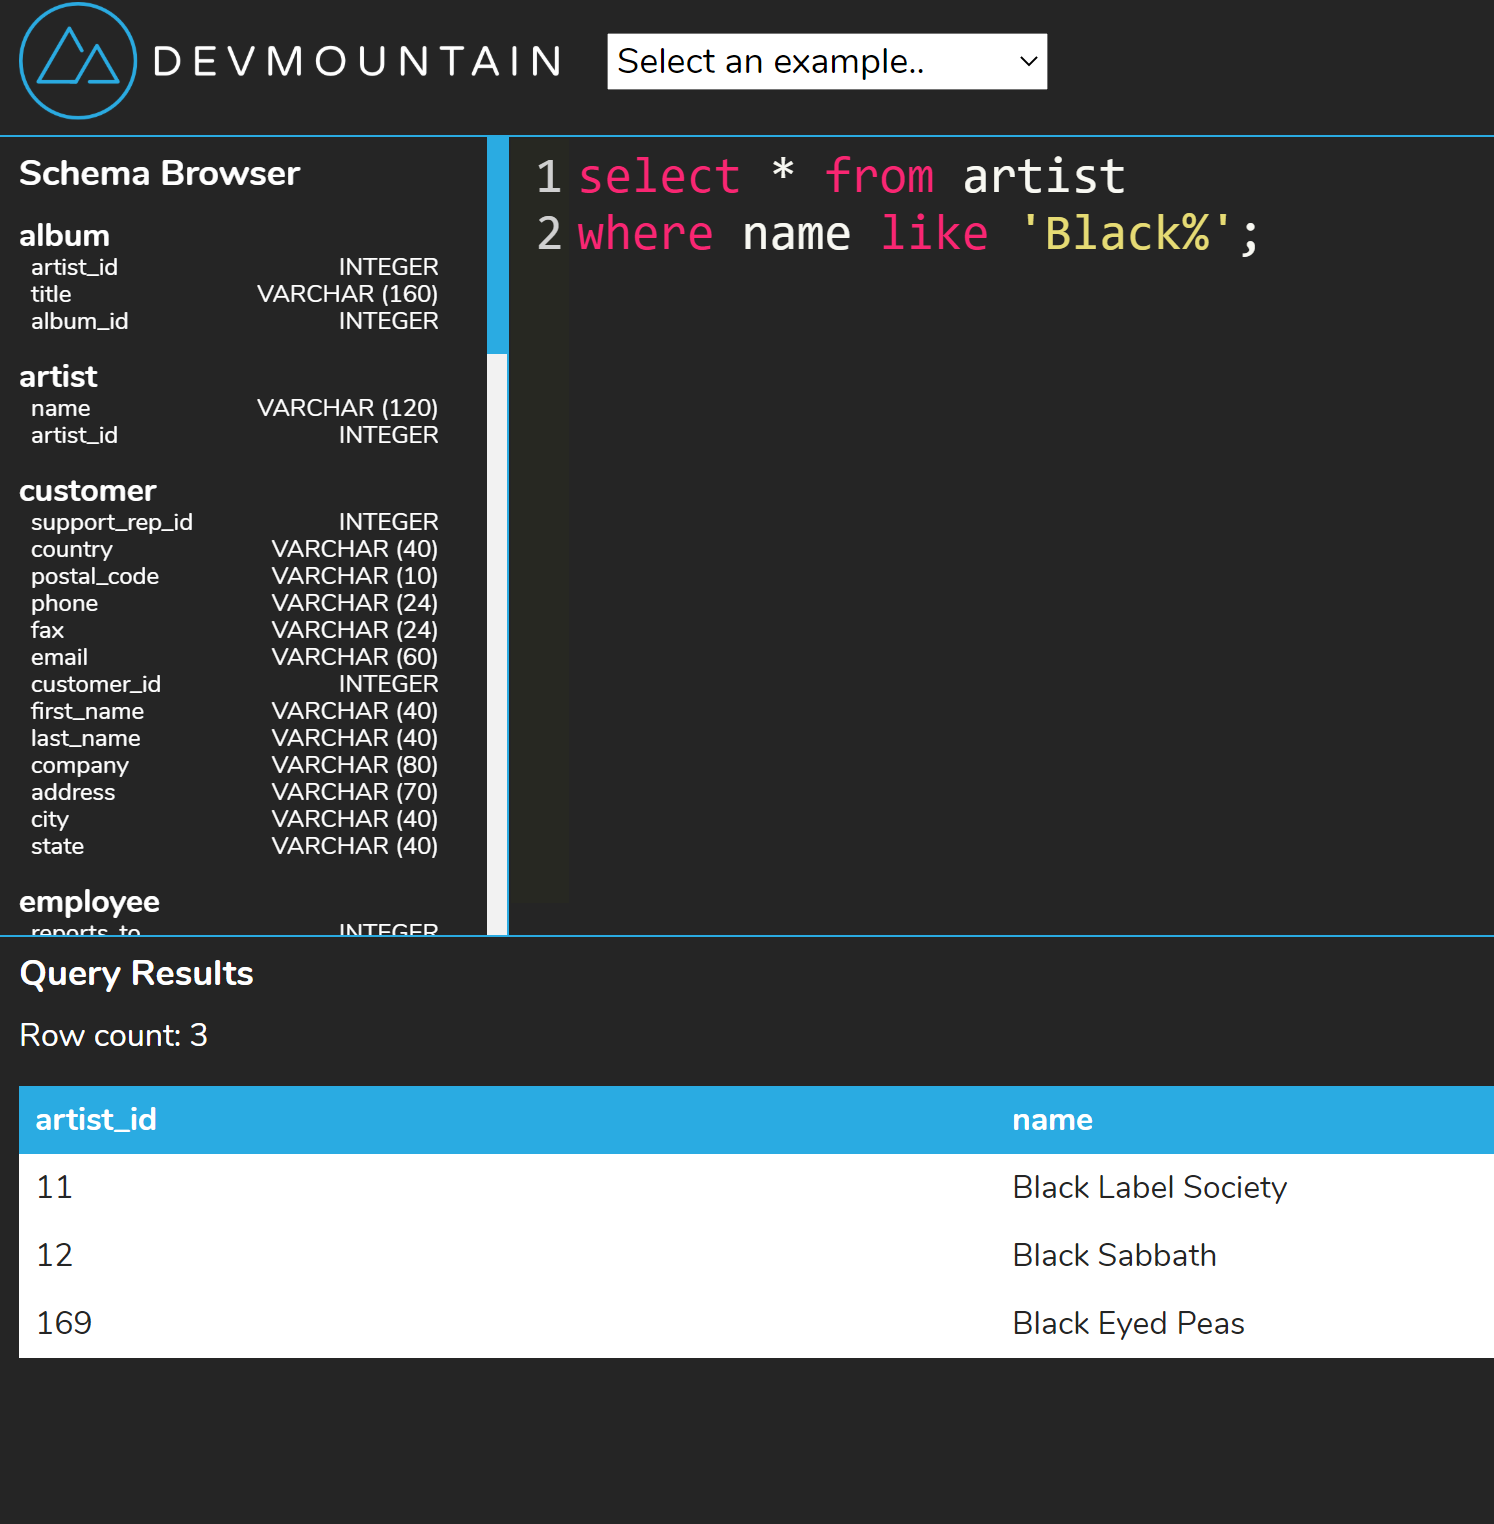 DEVMOUNTAIN
Select an example..
Schema Browser
album
artist_id INTEGER
title VARCHAR (160)
album_id INTEGER
artist
name VARCHAR (120)
artist_id INTEGER
customer
support_rep_id INTEGER
country VARCHAR (40)
postal_code VARCHAR (10)
phone VARCHAR (24)
fax VARCHAR (24)
email VARCHAR (60)
customer_id INTEGER
first_name VARCHAR (40)
last_name VARCHAR (40)
company VARCHAR (80)
address VARCHAR (70)
city VARCHAR (40)
state VARCHAR (40)
employee
reports_to INTEGER
1 select * from artist
2 where name like 'Black%';
Query Results
Row count: 3
artist_id name
11 Black Label Society
12 Black Sabbath
169 Black Eyed Peas